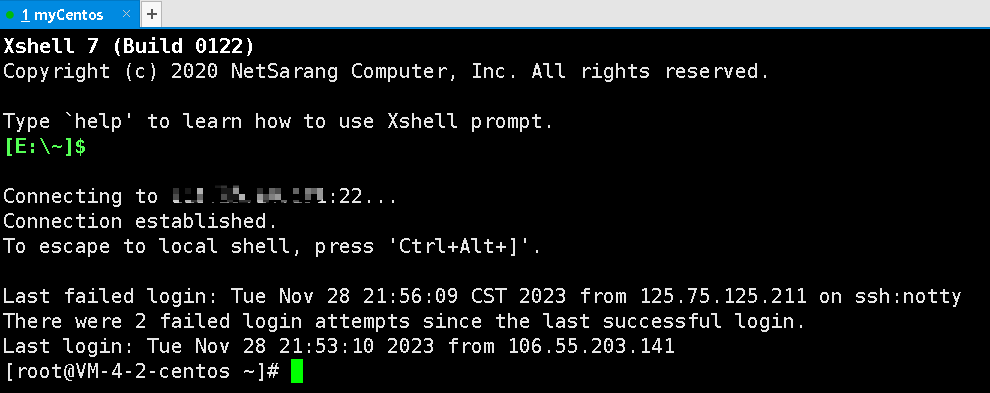 1 myCentos × +
Xshell 7 (Build 0122)
Copyright (c) 2020 NetSarang Computer, Inc. All rights reserved.
Type `help' to learn how to use Xshell prompt.
[E:\~]$
Connecting to :22...
Connection established.
To escape to local shell, press 'Ctrl+Alt+]'.
Last failed login: Tue Nov 28 21:56:09 CST 2023 from 125.75.125.211 on ssh:notty
There were 2 failed login attempts since the last successful login.
Last login: Tue Nov 28 21:53:10 2023 from 106.55.203.141
[root@VM-4-2-centos ~]#